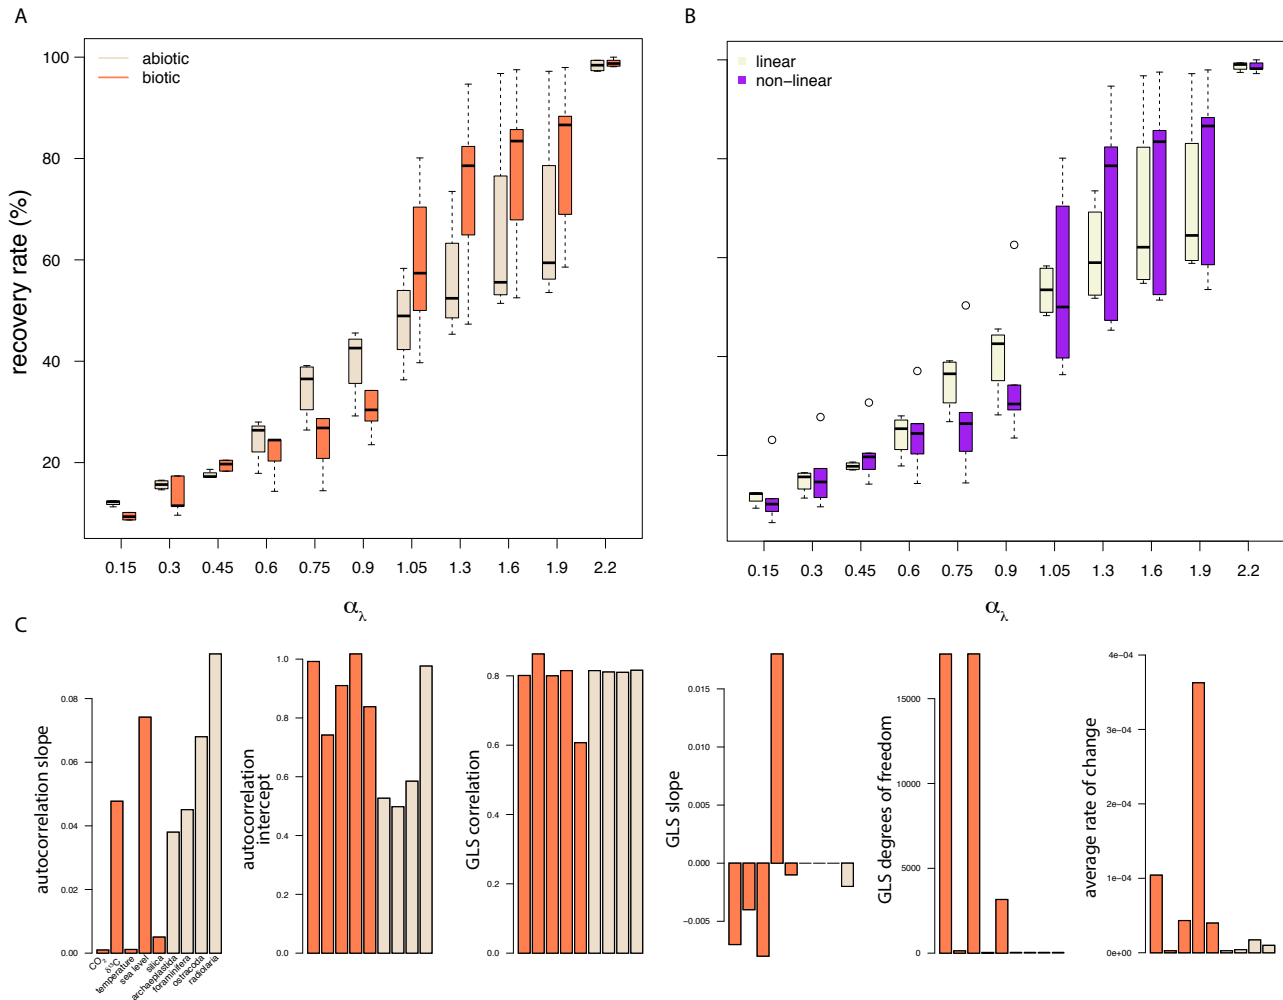 A
B
abiotic
biotic
linear
non−linear
recovery rate (%)
100
80
60
40
20
0.15 0.3 0.45 0.6 0.75 0.9 1.05 1.3 1.6 1.9 2.2
0.15 0.3 0.45 0.6 0.75 0.9 1.05 1.3 1.6 1.9 2.2
αλ
αλ
C
autocorrelation slope
0.08
0.06
0.04
0.02
0.00
CO2
δ13C
temperature
sea level
silica
archaeplastida
foraminifera
ostracoda
radiolaria
autocorrelation
intercept
1.0
0.8
0.6
0.4
0.2
0.0
GLS correlation
0.8
0.6
0.4
0.2
0.0
GLS slope
0.015
0.010
0.005
0.000
−0.005
GLS degrees of freedom
15000
10000
5000
0
average rate of change
4e−04
3e−04
2e−04
1e−04
0e+00